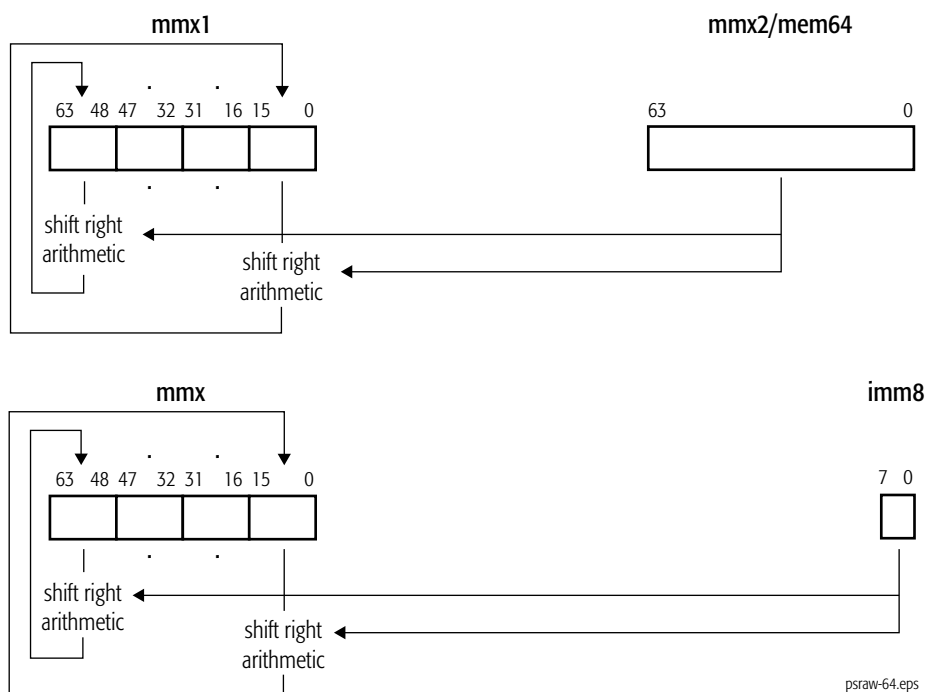 mmx1 mmx2/mem64
. .
63 48 47 32 31 16 15 0 63 0
. .
shift right
arithmetic
shift right
arithmetic
mmx imm8
. .
63 48 47 32 31 16 15 0 7 0
. .
shift right
arithmetic
shift right
arithmetic
psraw-64.eps